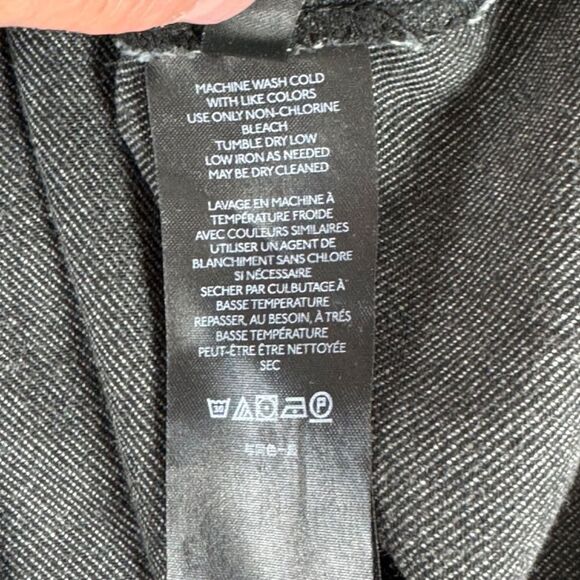 MACHINE WASH COLD
WITH LIKE COLORS
USE ONLY NON-CHLORINE
BLEACH
TUMBLE DRY LOW
LOW IRON AS NEEDED
MAY BE DRY CLEANED
LAVAGE EN MACHINE À
TEMPÉRATURE FROIDE
AVEC COULEURS SIMILAIRES
UTILISER UN AGENT DE
BLANCHIMENT SANS CHLORE
SI NÉCESSAIRE
SECHER PAR CULBUTAGE À
BASSE TEMPERATURE
REPASSER, AU BESOIN, À TRÉS
BASSE TEMPÉRATURE
PEUT-ÊTRE ÊTRE NETTOYÉE
SEC
30 P